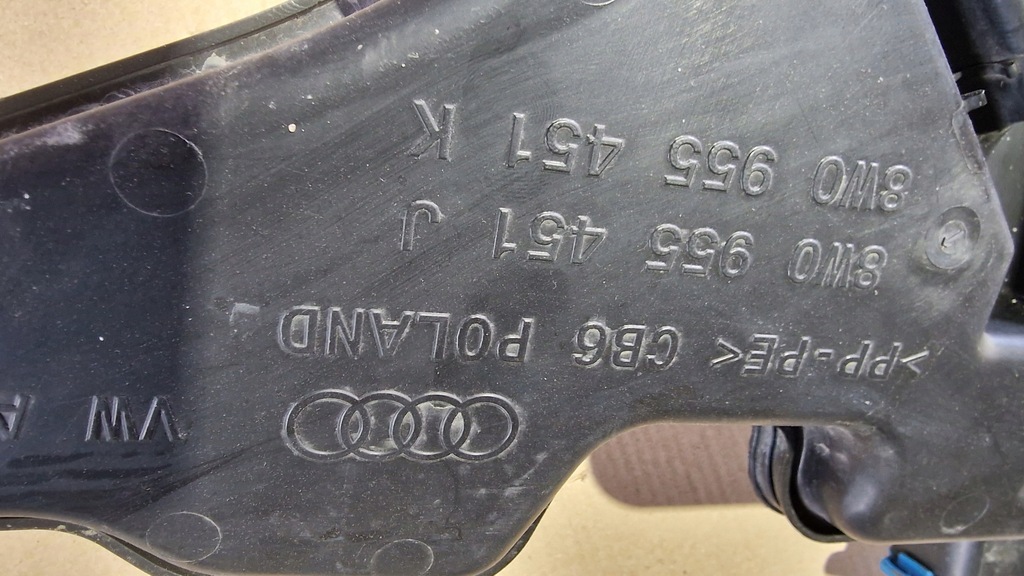 VW
>PP-PE< CB6 POLAND
8W0 955 451 J
8W0 955 451 K